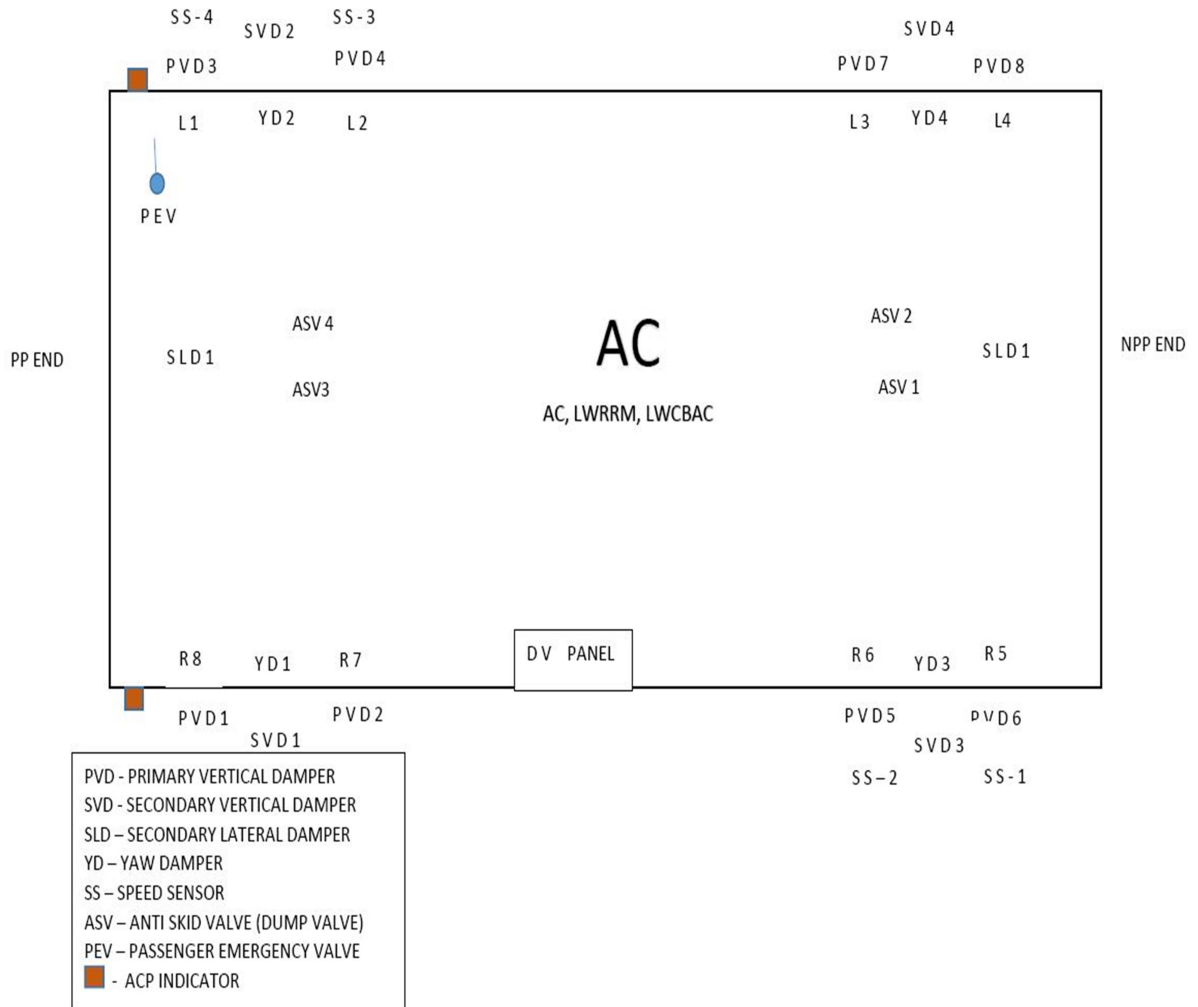 SS-4 SVD2 SS-3 SVD4
PVD3 PVD4 PVD7 PVD8
L1 YD2 L2 L3 YD4 L4
PEV
ASV 4 ASV 2
PP END SLD1 AC SLD1 NPP END
ASV3 ASV 1
AC, LWRRM, LWCBAC
R8 YD1 R7 DV PANEL R6 YD3 R5
PVD1 PVD2 PVD5 PVD6
SVD1 SVD3
SS–2 SS-1
PVD - PRIMARY VERTICAL DAMPER
SVD - SECONDARY VERTICAL DAMPER
SLD – SECONDARY LATERAL DAMPER
YD – YAW DAMPER
SS – SPEED SENSOR
ASV – ANTI SKID VALVE (DUMP VALVE)
PEV – PASSENGER EMERGENCY VALVE
- ACP INDICATOR